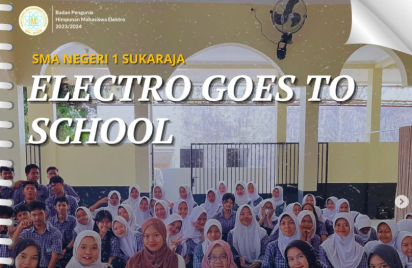 Badan Pengurus
Himpunan Mahasiswa Elektro
2023/2024
SMA NEGERI 1 SUKARAJA
ELECTRO GOES TO
SCHOOL